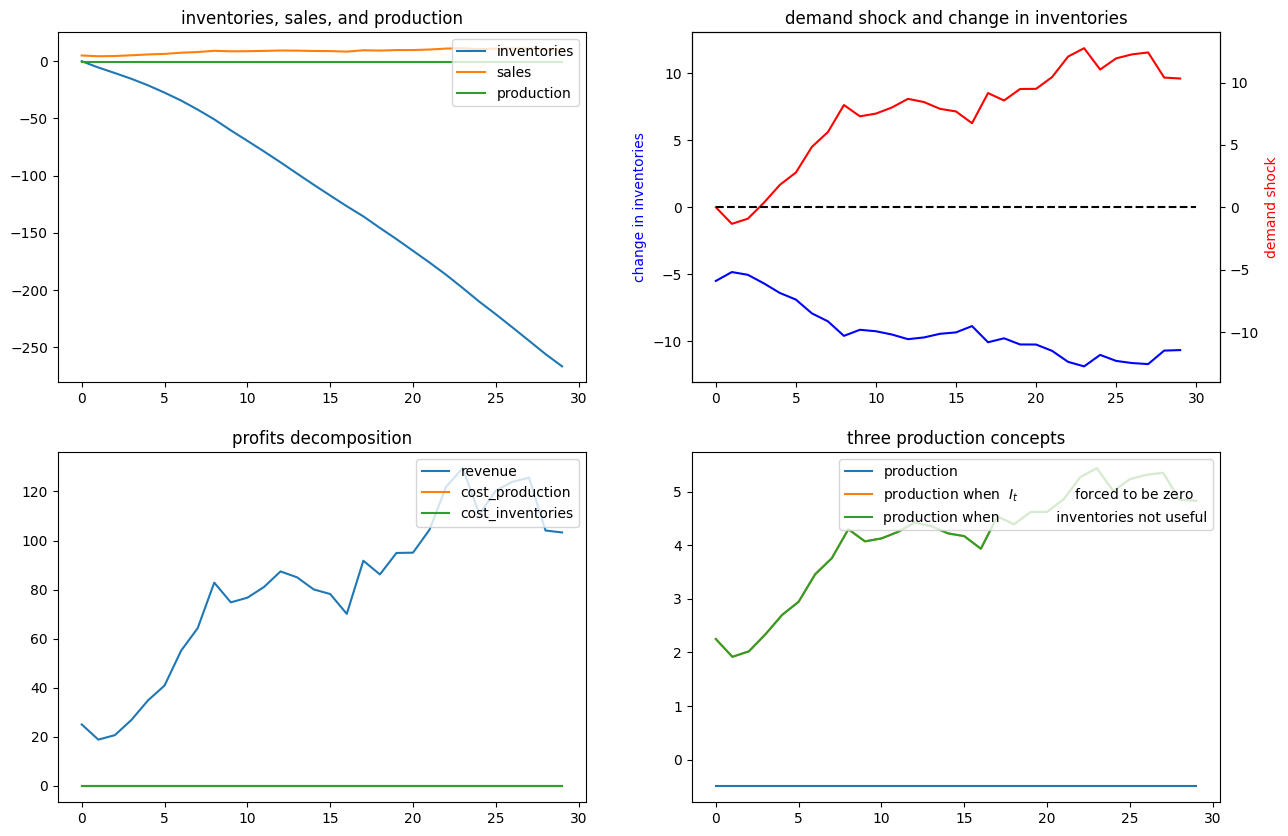 inventories, sales, and production
inventories
sales
production
0
−50
−100
−150
−200
−250
0 5 10 15 20 25 30
demand shock and change in inventories
change in inventories
10
5
0
−5
−10
10
5
0
−5
−10
demand shock
0 5 10 15 20 25 30
profits decomposition
revenue
cost_production
cost_inventories
120
100
80
60
40
20
0
0 5 10 15 20 25 30
three production concepts
production
production when I_t forced to be zero
production when inventories not useful
5
4
3
2
1
0
0 5 10 15 20 25 30